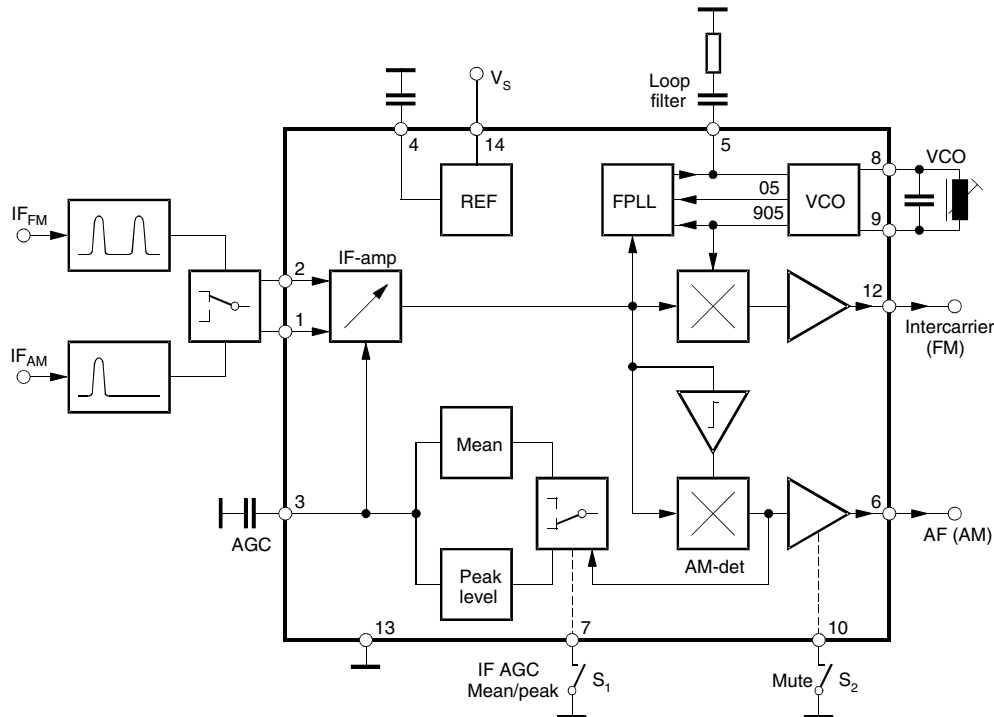 Loop
filter
V_S
4
14
5
8
VCO
REF
FPLL
05
905
VCO
9
IF_FM
2
IF-amp
12
1
Intercarrier
(FM)
IF_AM
Mean
3
6
AGC
AF (AM)
Peak
level
AM-det
13
7
10
IF AGC
Mean/peak
S_1
Mute
S_2